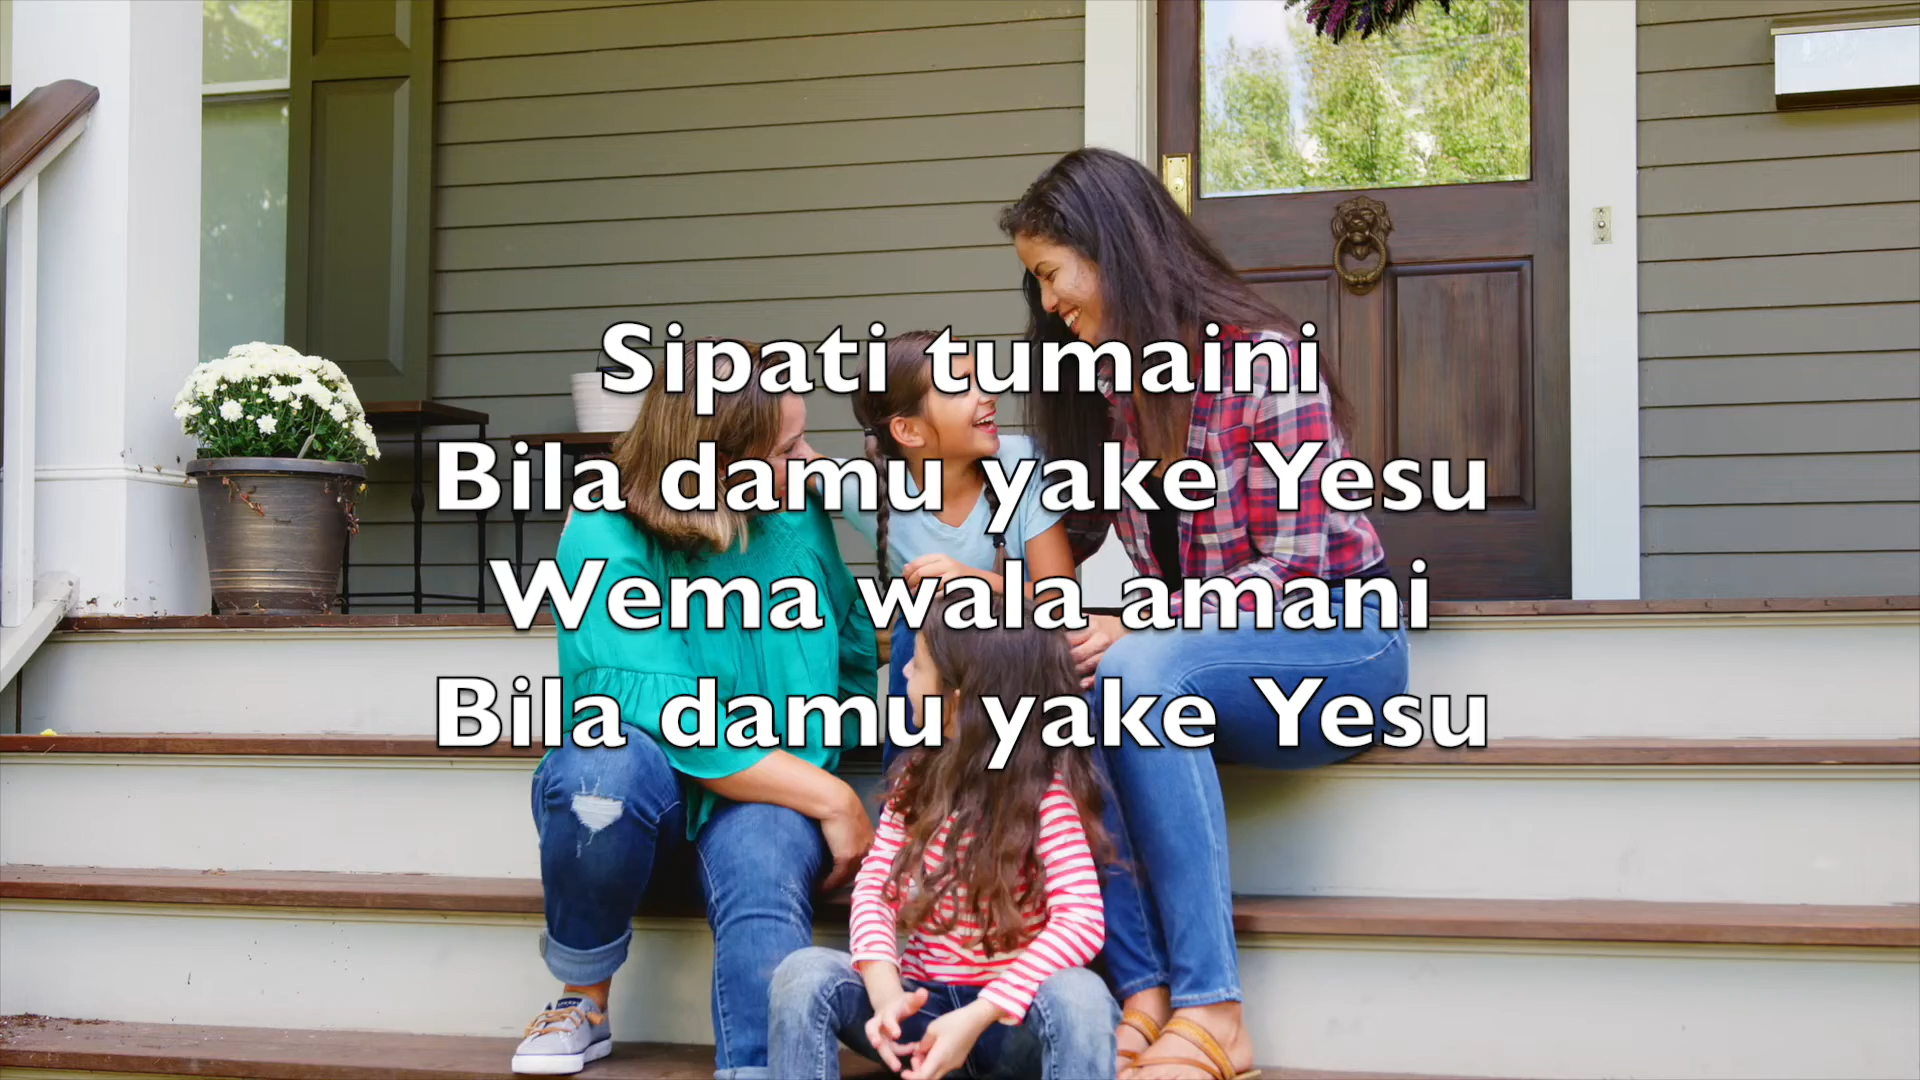 Sipati tumaini
Bila damu yake Yesu
Wema wala amani
Bila damu yake Yesu